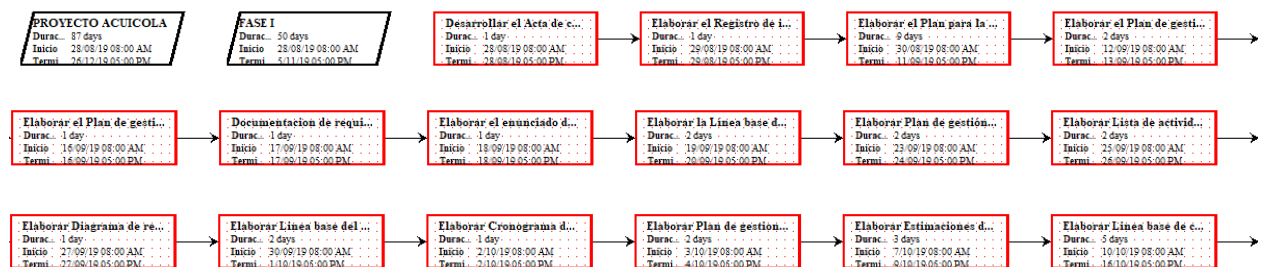 PROYECTO ACUICOLA
Durac... 87 days
Inicio 28/08/19 08:00 AM
Termi... 26/12/19 05:00 PM
FASE I
Durac... 50 days
Inicio 28/08/19 08:00 AM
Termi... 5/11/19 05:00 PM
Desarrollar el Acta de c...
Durac... 1 day
Inicio 28/08/19 08:00 AM
Termi... 28/08/19 05:00 PM
Elaborar el Registro de i...
Durac... 1 day
Inicio 29/08/19 08:00 AM
Termi... 29/08/19 05:00 PM
Elaborar el Plan para la ...
Durac... 9 days
Inicio 30/08/19 08:00 AM
Termi... 11/09/19 05:00 PM
Elaborar el Plan de gesti...
Durac... 2 days
Inicio 12/09/19 08:00 AM
Termi... 13/09/19 05:00 PM
Elaborar el Plan de gesti...
Durac... 1 day
Inicio 16/09/19 08:00 AM
Termi... 16/09/19 05:00 PM
Documentacion de requi...
Durac... 1 day
Inicio 17/09/19 08:00 AM
Termi... 17/09/19 05:00 PM
Elaborar el enunciado d...
Durac... 1 day
Inicio 18/09/19 08:00 AM
Termi... 18/09/19 05:00 PM
Elaborar la Linea base d...
Durac... 2 days
Inicio 19/09/19 08:00 AM
Termi... 20/09/19 05:00 PM
Elaborar Plan de gestión...
Durac... 2 days
Inicio 23/09/19 08:00 AM
Termi... 24/09/19 05:00 PM
Elaborar Lista de activid...
Durac... 2 days
Inicio 25/09/19 08:00 AM
Termi... 26/09/19 05:00 PM
Elaborar Diagrama de re...
Durac... 1 day
Inicio 27/09/19 08:00 AM
Termi... 27/09/19 05:00 PM
Elaborar Linea base del ...
Durac... 2 days
Inicio 30/09/19 08:00 AM
Termi... 1/10/19 05:00 PM
Elaborar Cronograma d...
Durac... 1 day
Inicio 2/10/19 08:00 AM
Termi... 2/10/19 05:00 PM
Elaborar Plan de gestion...
Durac... 2 days
Inicio 3/10/19 08:00 AM
Termi... 4/10/19 05:00 PM
Elaborar Estimaciones d...
Durac... 3 days
Inicio 7/10/19 08:00 AM
Termi... 9/10/19 05:00 PM
Elaborar Linea base de c...
Durac... 5 days
Inicio 10/10/19 08:00 AM
Termi... 16/10/19 05:00 PM